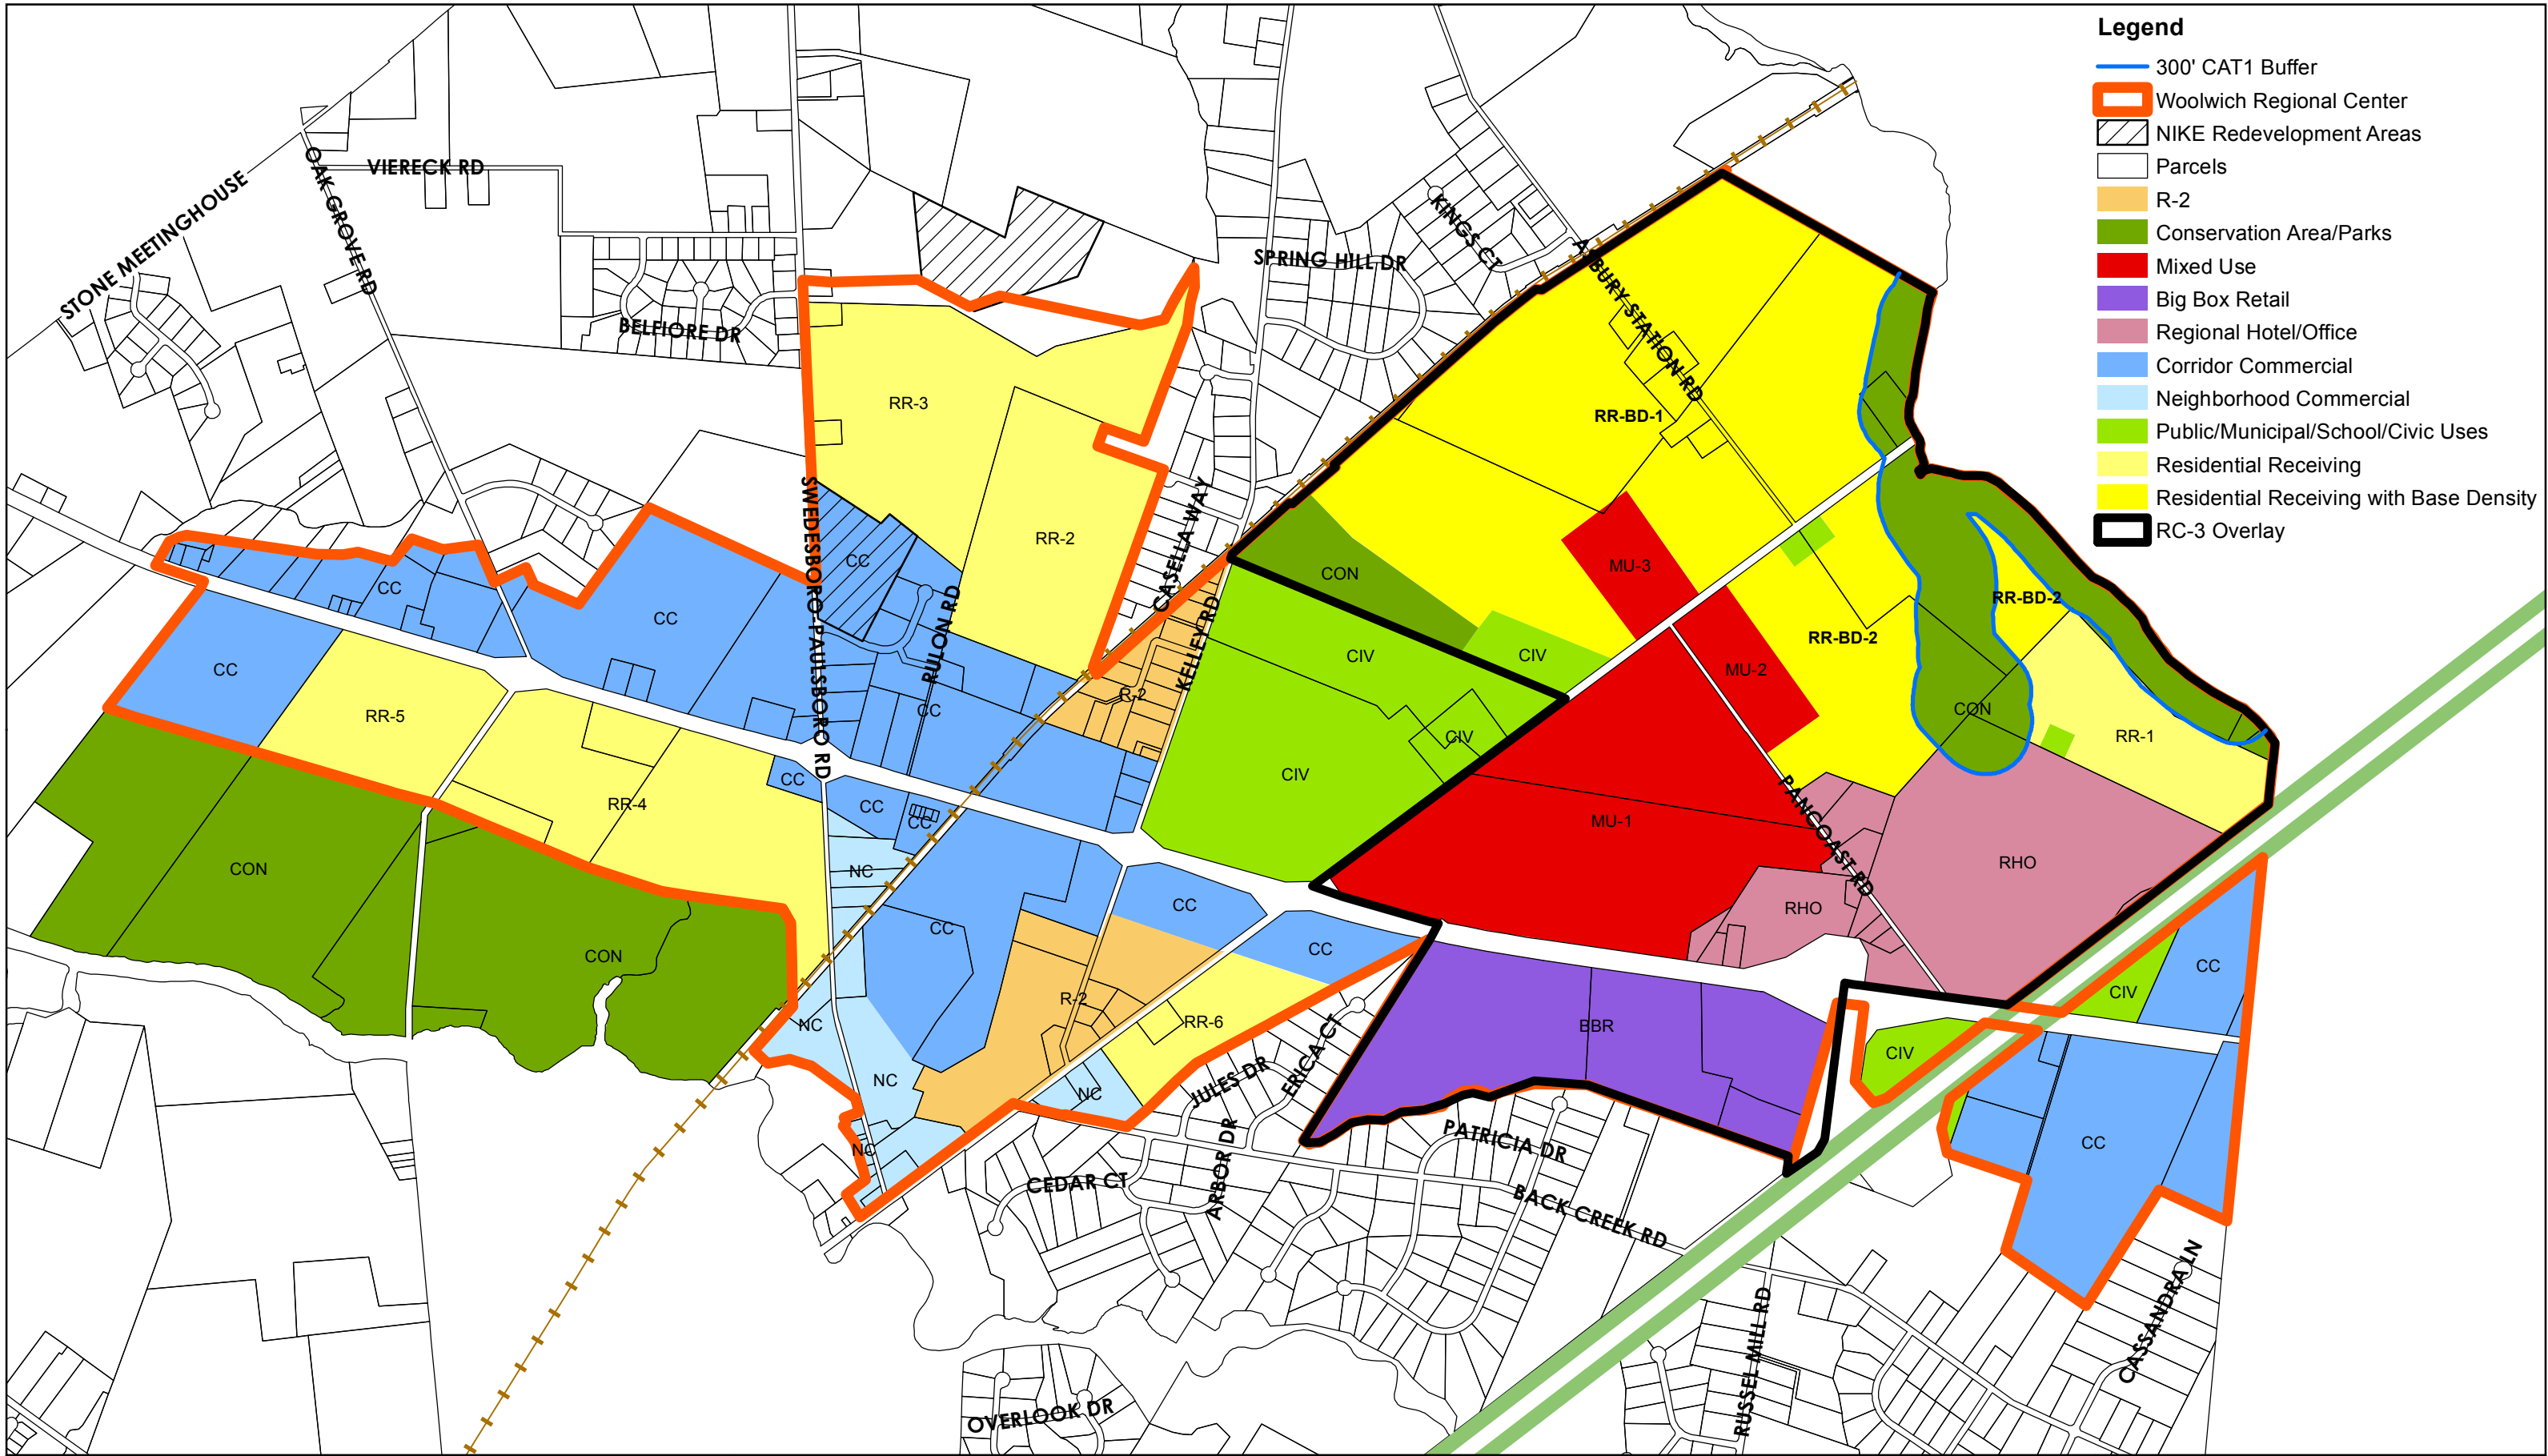 Legend
300' CAT1 Buffer
Woolwich Regional Center
NIKE Redevelopment Areas
Parcels
R-2
Conservation Area/Parks
Mixed Use
Big Box Retail
Regional Hotel/Office
Corridor Commercial
Neighborhood Commercial
Public/Municipal/School/Civic Uses
Residential Receiving
Residential Receiving with Base Density
RC-3 Overlay
STONE MEETINGHOUSE
OAK GROVE RD
VIERECK RD
BELFIORE DR
SPRING HILL DR
KINGS CT
ASBURY STATION RD
SWEDESBORO-PAULSBORO RD
RULON RD
CASELLA WAY
KELLEY RD
PANCOAST RD
RR-3
RR-2
RR-BD-1
CC
CC
CC
CC
CC
CON
MU-3
RR-BD-2
RR-BD-2
MU-2
CON
RR-1
CIV
CIV
CIV
CIV
R-2
RR-5
RR-4
CC
CC
CC
MU-1
RHO
RHO
CON
CON
NC
CC
CC
CC
R-2
RR-6
NC
NC
NC
NC
BBR
CIV
CIV
CC
CC
JULES DR
ERICA CT
ARBOR DR
CEDAR CT
PATRICIA DR
BACK CREEK RD
OVERLOOK DR
RUSSEL MILL RD
CASSANDRA LN